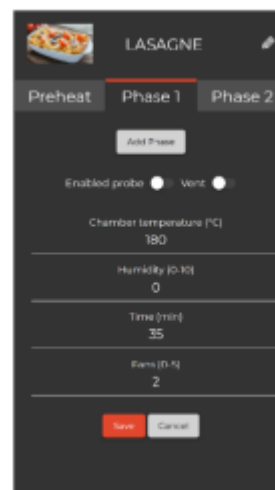 LASAGNE
Preheat Phase 1 Phase 2
Add Phase
Enabled probe Vent
Chamber temperature (°C)
180
Humidity (0-10)
0
Time (min)
35
Fans (0-5)
2
Save Cancel